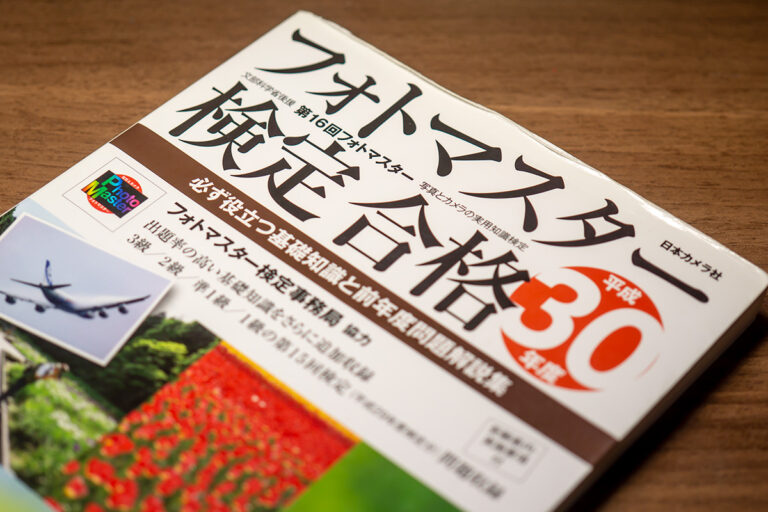 フォトマスター
文部科学省後援 第16回フォトマスター 写真とカメラの実用知識検定
検定 合格
平成
30
年度
日本カメラ社
必ず役立つ基礎知識と前年度問題解説集
Photo
Master
フォトマスター検定事務局 協力
出題率の高い基礎知識をさらに追加収録
3級／2級／準1級／1級の第15回検定
問題収録